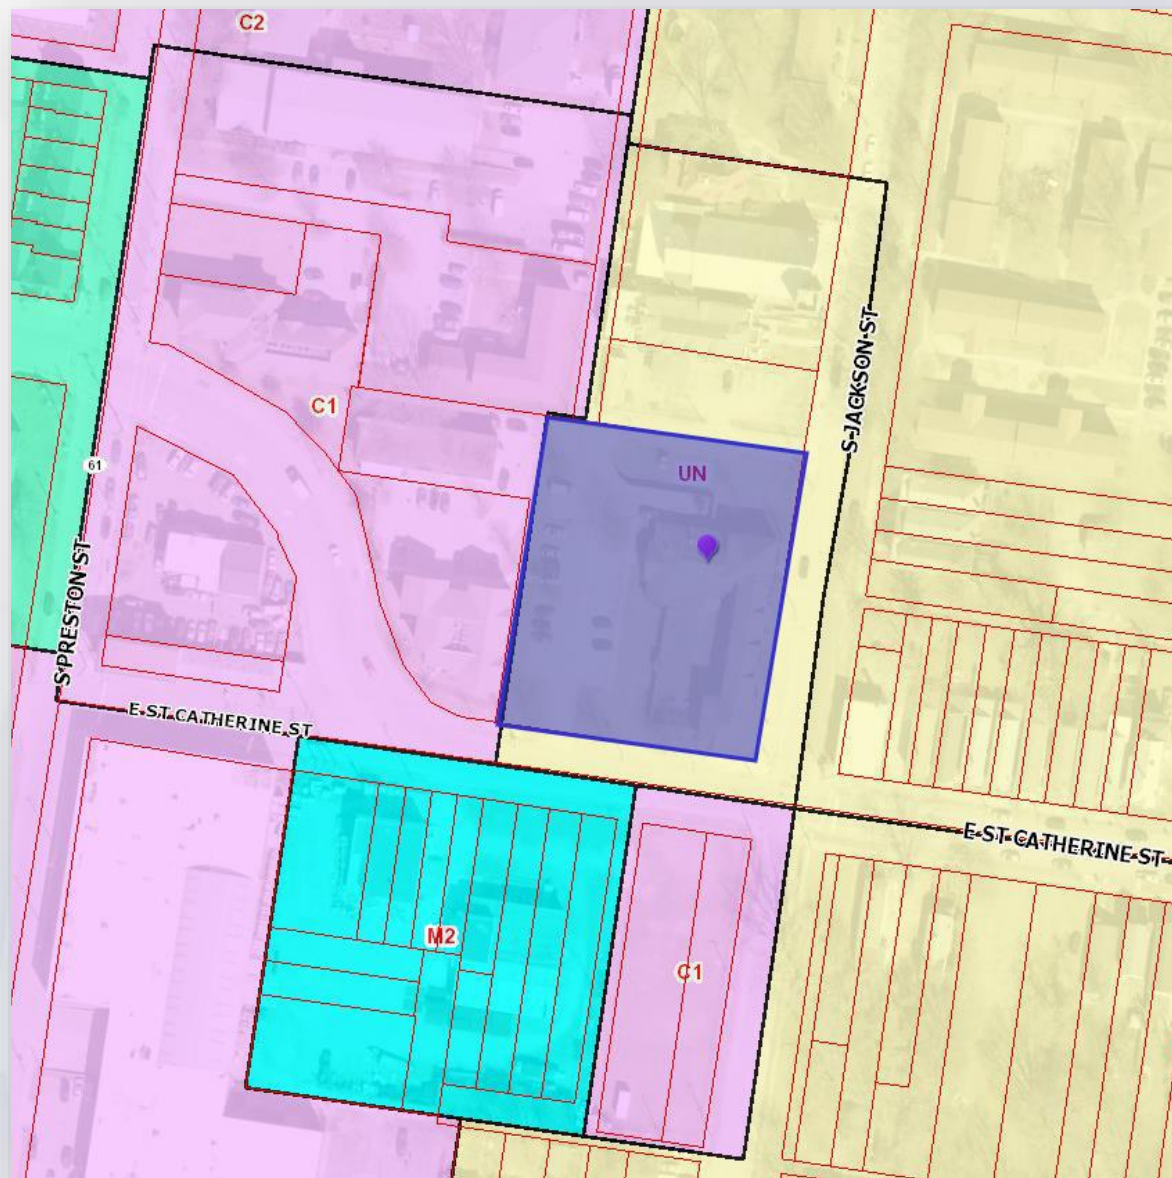 C2
S JACKSON ST
C1
61
UN
S PRESTON ST
E ST CATHERINE ST
E ST CATHERINE ST
M2
C1